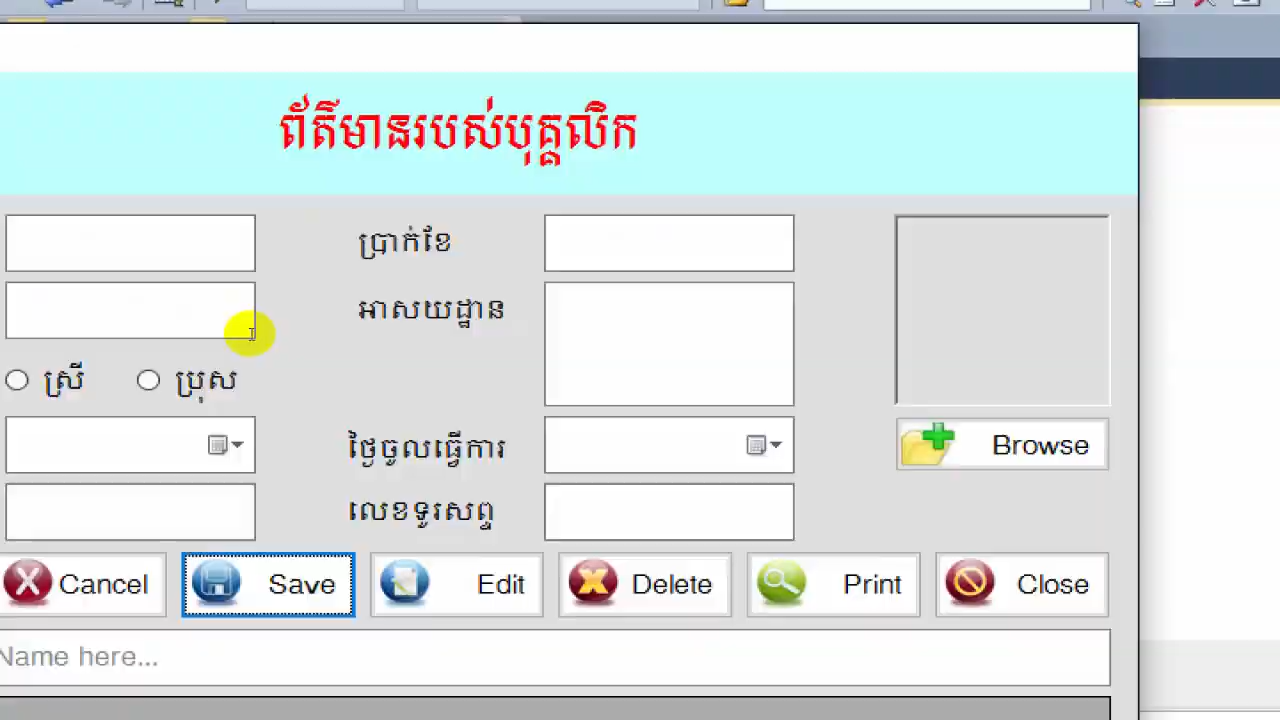 ព័ត៌មានរបស់បុគ្គលិក
ប្រាក់ខែ
អាសយដ្ឋាន
ស្រី ប្រុស
ថ្ងៃចូលធ្វើការ
លេខទូរសព្ទ
Browse
Cancel Save Edit Delete Print Close
Name here...